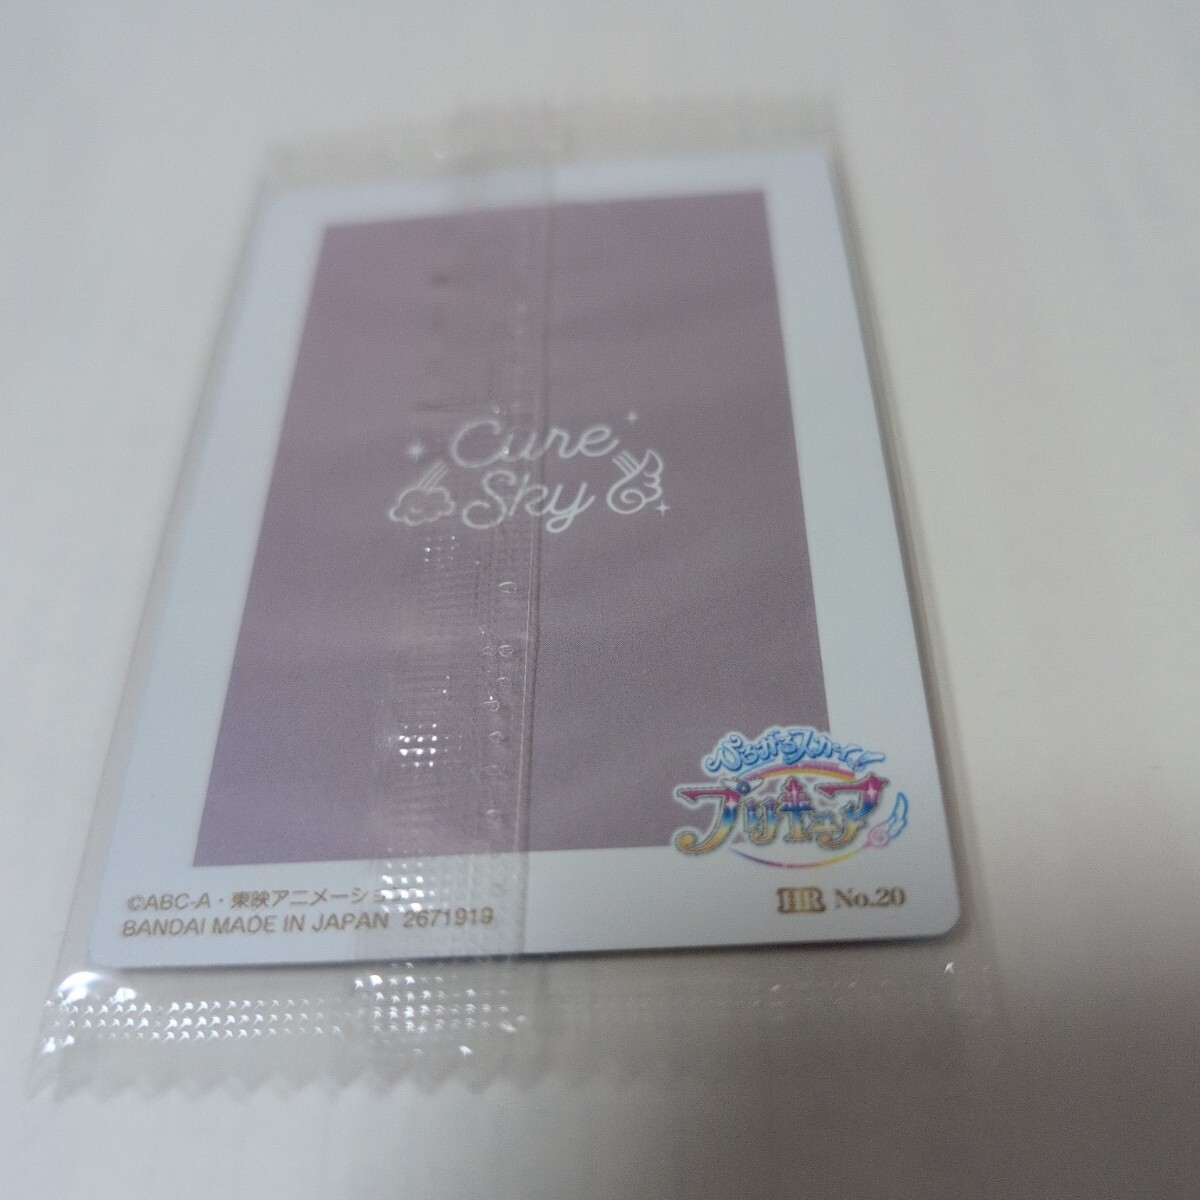 Cure
Sky
ひろがるスカイ!
プリキュア
©ABC-A・東映アニメーション
BANDAI MADE IN JAPAN 2671919
HR No.20